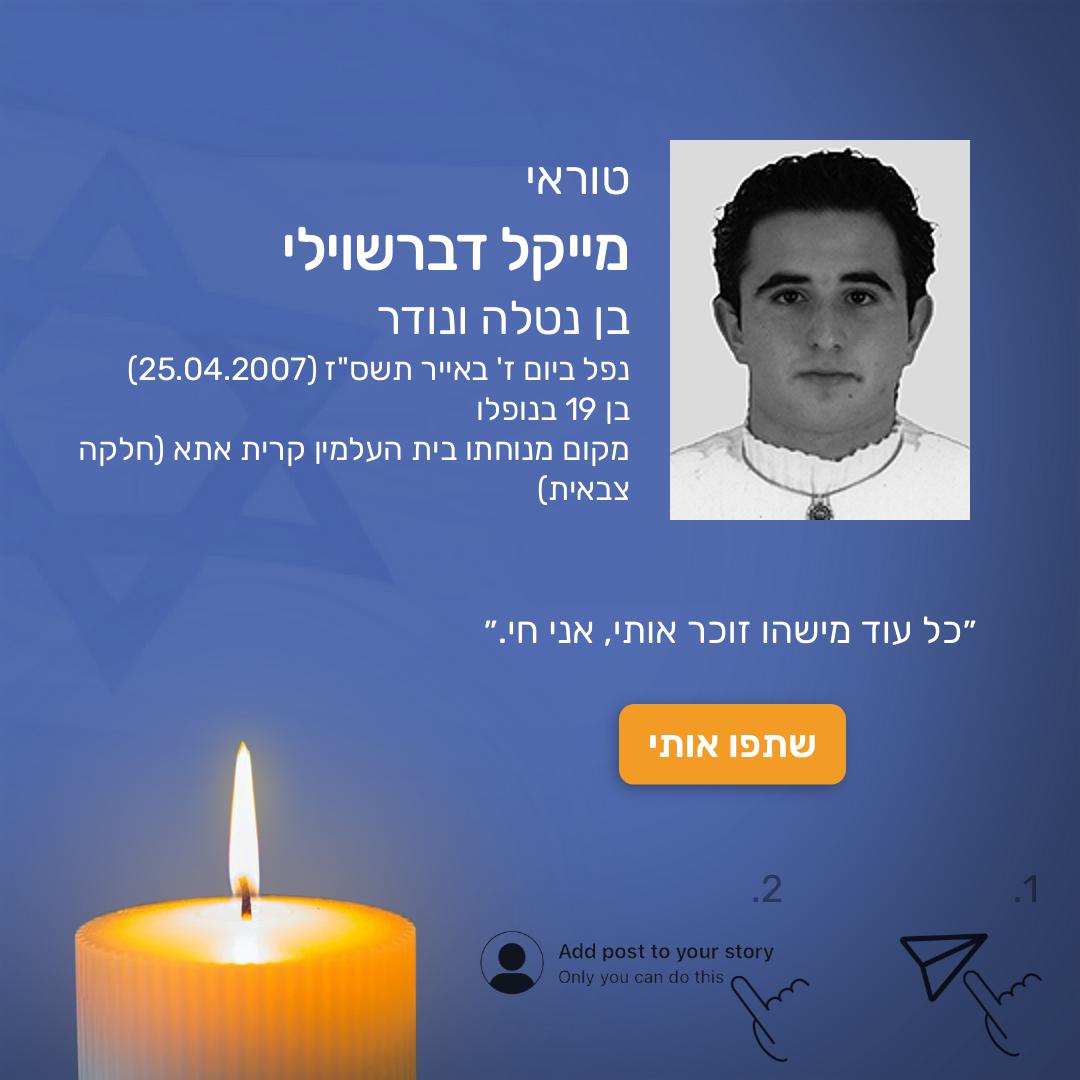 טוראי
מייקל דברשוילי
בן נטלה ונודר
נפל ביום ז' באייר תשס"ז (25.04.2007)
בן 19 בנופלו
מקום מנוחתו בית העלמין קרית אתא (חלקה
צבאית)
״כל עוד מישהו זוכר אותי, אני חי.״
שתפו אותי
.1
.2
Add post to your story
Only you can do this